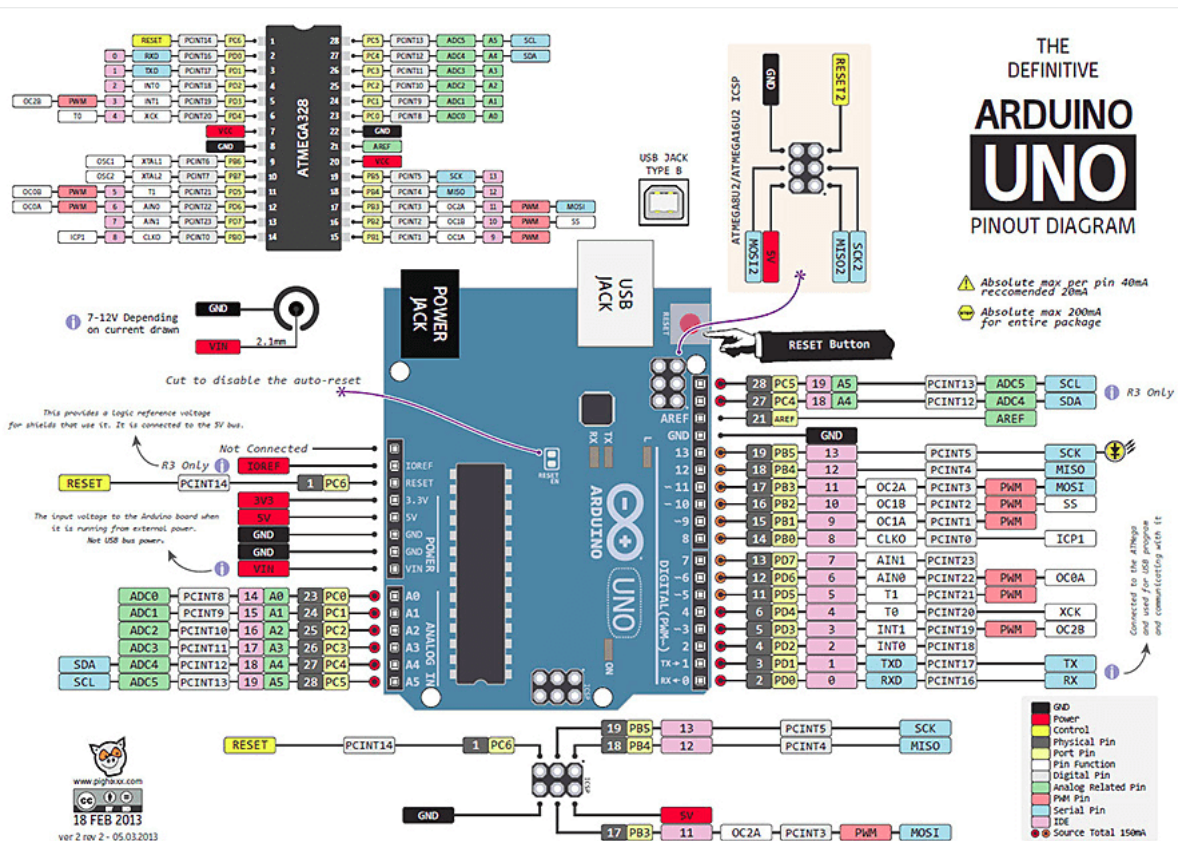 THE
DEFINITIVE
ARDUINO
UNO
PINOUT DIAGRAM
RESET PCINT14 PC6 1
0 RXD PCINT16 PD0 2
1 TXD PCINT17 PD1 3
2 INT0 PCINT18 PD2 4
OC2B PWM 3 INT1 PCINT19 PD3 5
T0 4 XCK PCINT20 PD4 6
VCC 7
GND 8
OSC1 XTAL1 PCINT6 PB6 9
OSC2 XTAL2 PCINT7 PB7 10
OC0B PWM 5 T1 PCINT21 PD5 11
OC0A PWM 6 AIN0 PCINT22 PD6 12
7 AIN1 PCINT23 PD7 13
ICP1 8 CLKO PCINT0 PB0 14
ATMEGA328
28 PC5 PCINT13 ADC5 A5 SCL
27 PC4 PCINT12 ADC4 A4 SDA
26 PC3 PCINT11 ADC3 A3
25 PC2 PCINT10 ADC2 A2
24 PC1 PCINT9 ADC1 A1
23 PC0 PCINT8 ADC0 A0
22 GND
21 AREF
20 VCC
19 PB5 PCINT5 SCK 13
18 PB4 PCINT4 MISO 12
17 PB3 PCINT3 OC2A 11 PWM MOSI
16 PB2 PCINT2 OC1B 10 PWM SS
15 PB1 PCINT1 OC1A 9 PWM
USB JACK
TYPE B
ATMEGA8U2//ATMEGA16U2 ICSP
GND
RESET2
MOSI2
5V
MISO2
SCK2
Absolute max per pin 40mA
reccomended 20mA
Absolute max 200mA
for entire package
7-12V Depending
on current drawn
GND
VIN
2.1mm
POWER
JACK
USB
JACK
RESET
RESET Button
Cut to disable the auto-reset
This provides a logic reference voltage
for shields that use it. It is connected to the 5V bus.
Not Connected
R3 Only IOREF
RESET PCINT14 1 PC6
3V3
5V
GND
GND
VIN
The input voltage to the Arduino board when
it is running from external power.
Not USB bus power.
ADC0 PCINT8 14 A0 23 PC0
ADC1 PCINT9 15 A1 24 PC1
ADC2 PCINT10 16 A2 25 PC2
ADC3 PCINT11 17 A3 26 PC3
SDA ADC4 PCINT12 18 A4 27 PC4
SCL ADC5 PCINT13 19 A5 28 PC5
IOREF
RESET
3.3V
5V
GND
GND
VIN
POWER
A0
A1
A2
A3
A4
A5
ANALOG IN
RESET
EN
RX
TX
L
ARDUINO
UNO
ON
ICSP
AREF
GND
13
12
~11
~10
~9
8
7
~6
~5
4
~3
2
TX→1
RX←0
DIGITAL(PWM~)
28 PC5 19 A5 PCINT13 ADC5 SCL
27 PC4 18 A4 PCINT12 ADC4 SDA
R3 Only
21 AREF AREF
GND
19 PB5 13 PCINT5 SCK
18 PB4 12 PCINT4 MISO
17 PB3 11 OC2A PCINT3 PWM MOSI
16 PB2 10 OC1B PCINT2 PWM SS
15 PB1 9 OC1A PCINT1 PWM
14 PB0 8 CLKO PCINT0 ICP1
13 PD7 7 AIN1 PCINT23
12 PD6 6 AIN0 PCINT22 PWM OC0A
11 PD5 5 T1 PCINT21 PWM
6 PD4 4 T0 PCINT20 XCK
5 PD3 3 INT1 PCINT19 PWM OC2B
4 PD2 2 INT0 PCINT18
3 PD1 1 TXD PCINT17 TX
2 PD0 0 RXD PCINT16 RX
Connected to the ATMega
and used for USB program
and communicating with it
RESET PCINT14 1 PC6
GND
ICSP
19 PB5 13 PCINT5 SCK
18 PB4 12 PCINT4 MISO
5V
17 PB3 11 OC2A PCINT3 PWM MOSI
GND
Power
Control
Physical Pin
Port Pin
Pin Function
Digital Pin
Analog Related Pin
PWM Pin
Serial Pin
IDE
Source Total 150mA
www.pighixxx.com
cc
BY ND
18 FEB 2013
ver 2 rev 2 - 05.03.2013